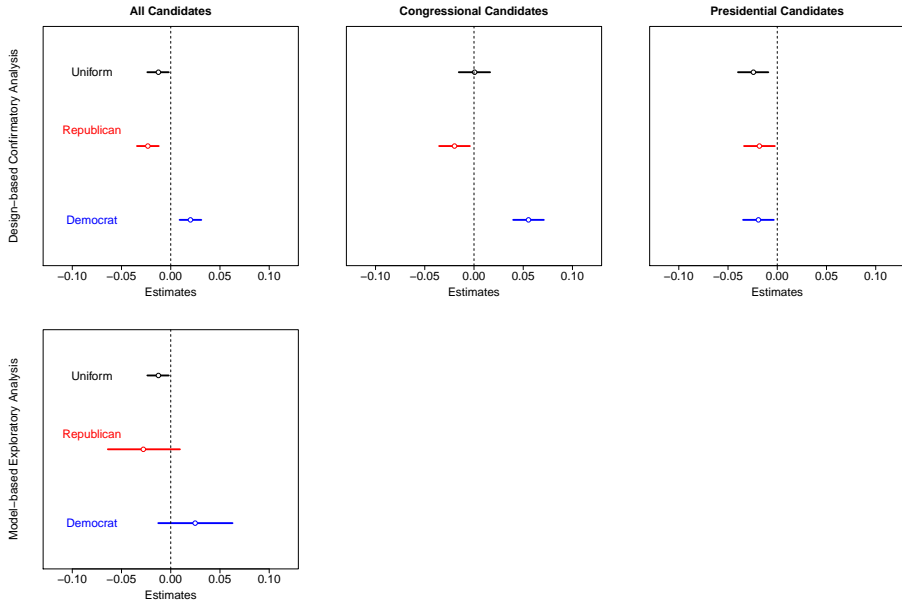 All Candidates
Congressional Candidates
Presidential Candidates
Design−based Confirmatory Analysis
Uniform
Republican
Democrat
−0.10 −0.05 0.00 0.05 0.10
Estimates
−0.10 −0.05 0.00 0.05 0.10
Estimates
−0.10 −0.05 0.00 0.05 0.10
Estimates
Model−based Exploratory Analysis
Uniform
Republican
Democrat
−0.10 −0.05 0.00 0.05 0.10
Estimates